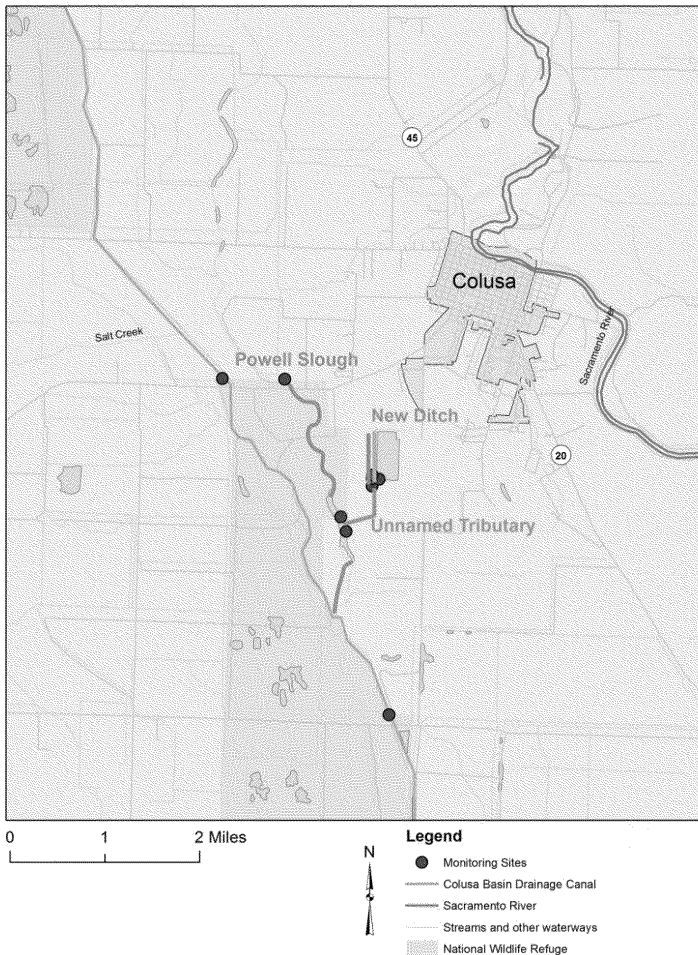 45
Colusa
Salt Creek
Sacramento River
Powell Slough
New Ditch
20
Unnamed Tributary
0 1 2 Miles
N
Legend
Monitoring Sites
Colusa Basin Drainage Canal
Sacramento River
Streams and other waterways
National Wildlife Refuge